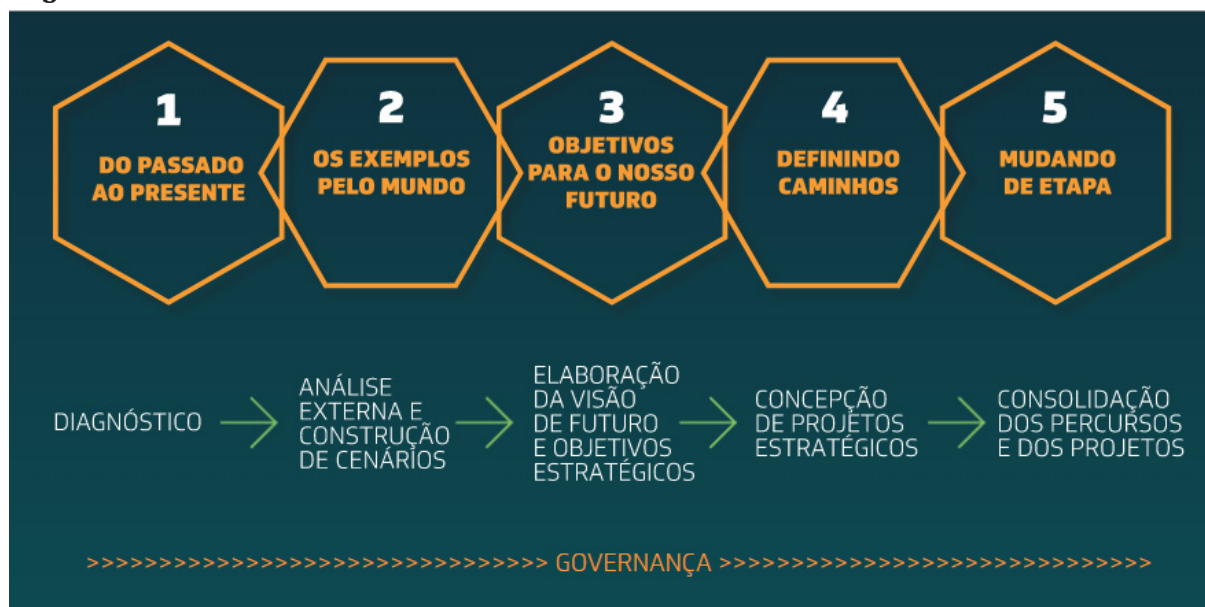 1
DO PASSADO
AO PRESENTE
2
OS EXEMPLOS
PELO MUNDO
3
OBJETIVOS
PARA O NOSSO
FUTURO
4
DEFININDO
CAMINHOS
5
MUDANDO
DE ETAPA
DIAGNÓSTICO
ANÁLISE
EXTERNA E
CONSTRUÇÃO
DE CENÁRIOS
ELABORAÇÃO
DA VISÃO
DE FUTURO
E OBJETIVOS
ESTRATÉGICOS
CONCEPÇÃO
DE PROJETOS
ESTRATÉGICOS
CONSOLIDAÇÃO
DOS PERCURSOS
E DOS PROJETOS
>>>>>>>>>>>>>>>>>>>>>>>>>>>>>>>> GOVERNANÇA >>>>>>>>>>>>>>>>>>>>>>>>>>>>>>